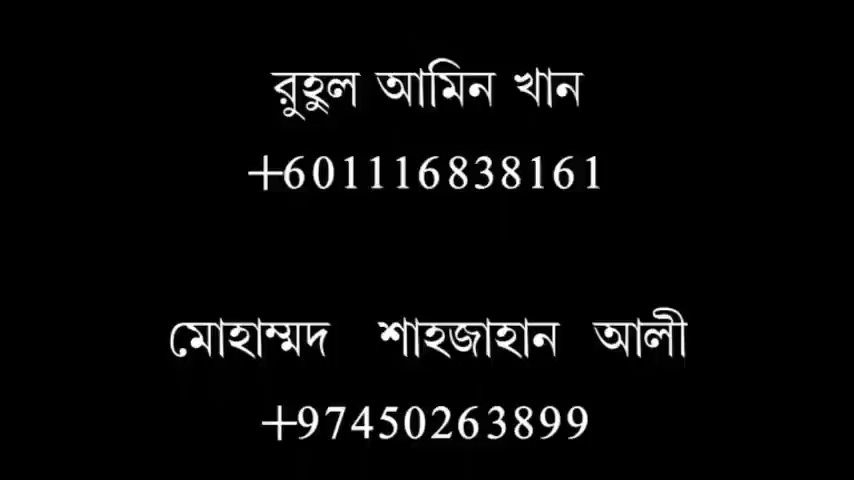 রুহুল আমিন খান
+601116838161
মোহাম্মদ শাহজাহান আলী
+97450263899